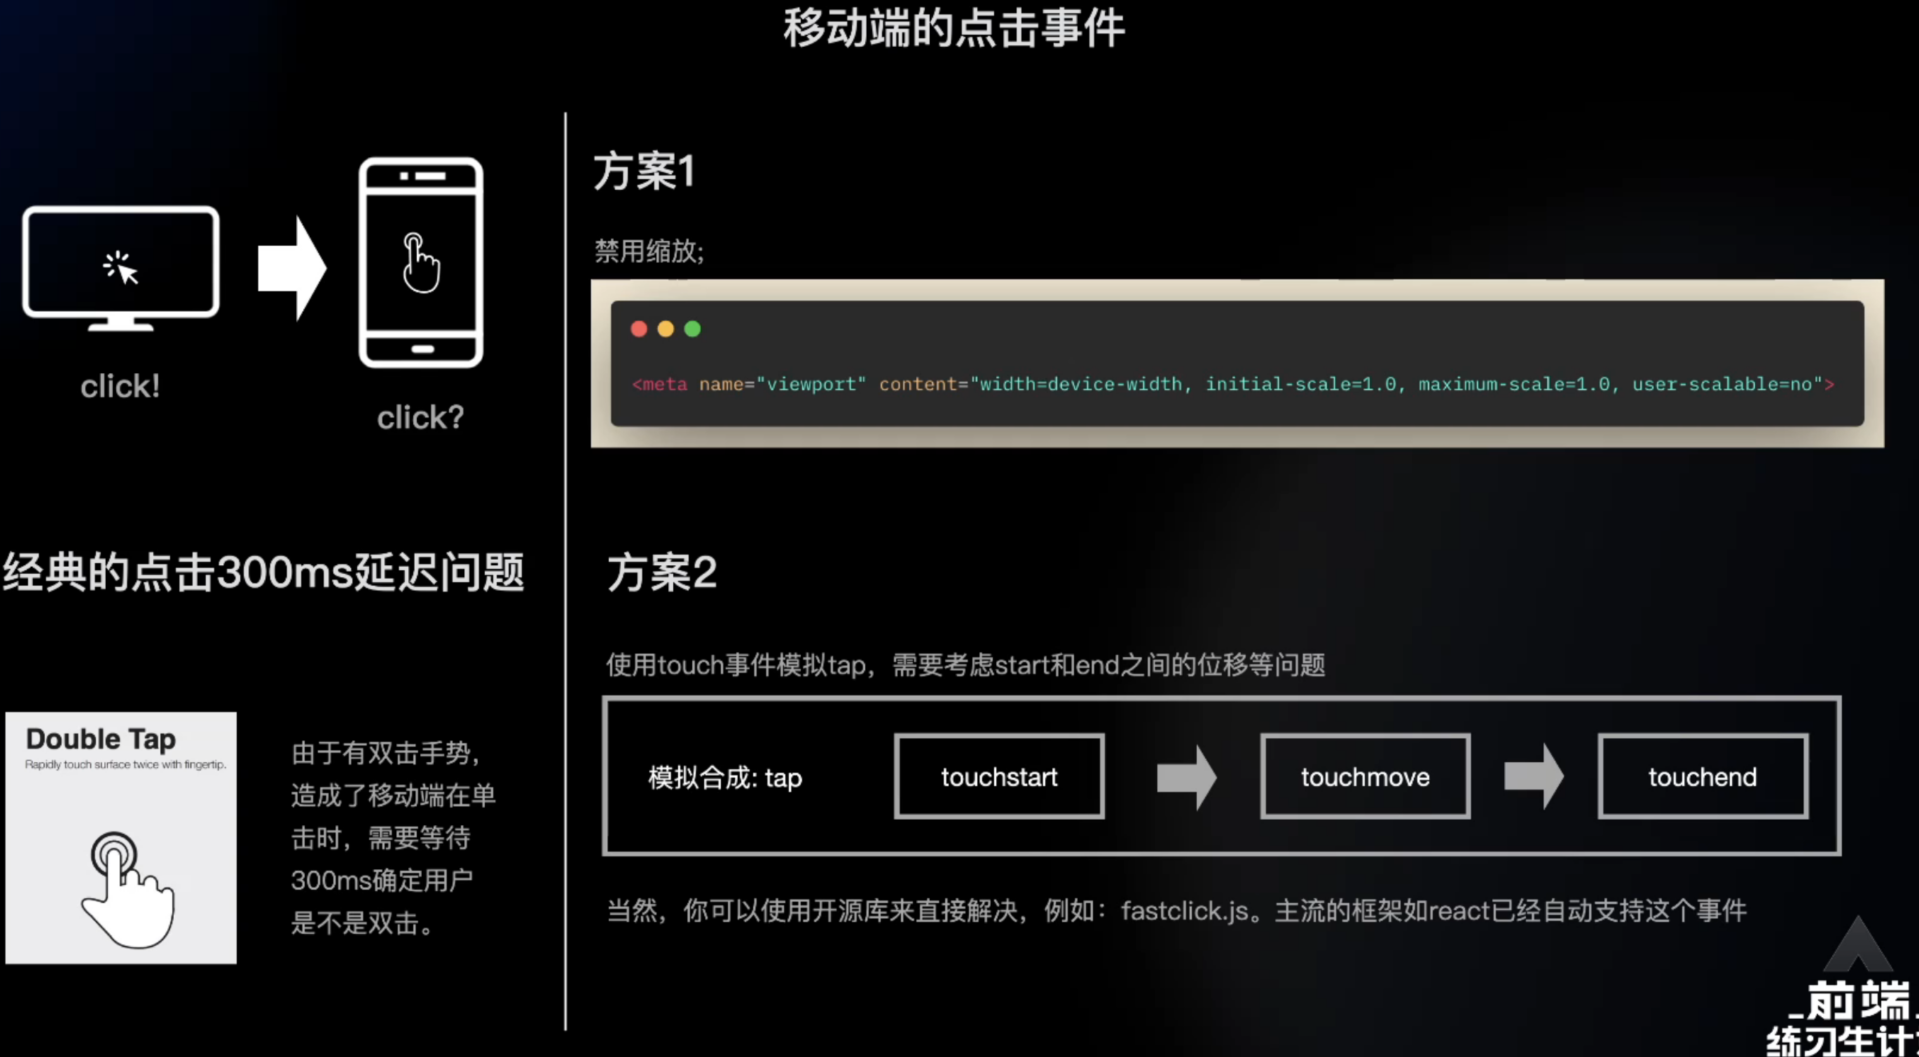 移动端的点击事件
click!
click?
经典的点击300ms延迟问题
Double Tap
Rapidly touch surface twice with fingertip.
由于有双击手势,
造成了移动端在单
击时，需要等待
300ms确定用户
是不是双击。
方案1
禁用缩放;
<meta name="viewport" content="width=device-width, initial-scale=1.0, maximum-scale=1.0, user-scalable=no">
方案2
使用touch事件模拟tap，需要考虑start和end之间的位移等问题
模拟合成: tap
touchstart
touchmove
touchend
当然，你可以使用开源库来直接解决，例如：fastclick.js。主流的框架如react已经自动支持这个事件
_前端_
练习生计